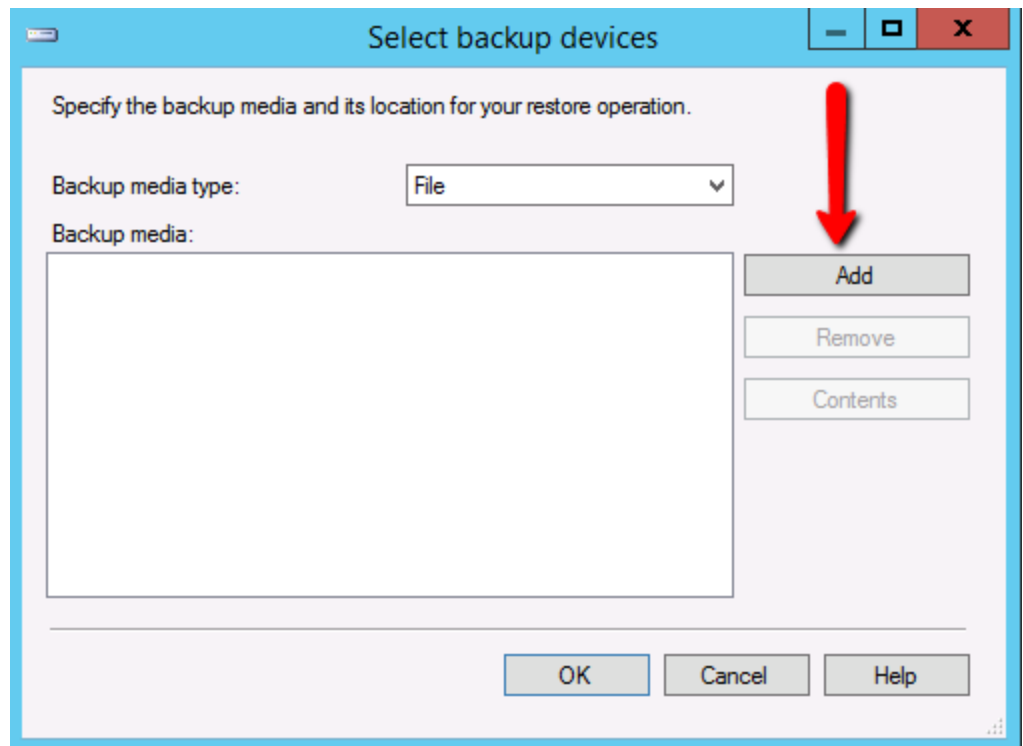 Select backup devices
Specify the backup media and its location for your restore operation.
Backup media type:
File
Backup media:
Add
Remove
Contents
OK
Cancel
Help